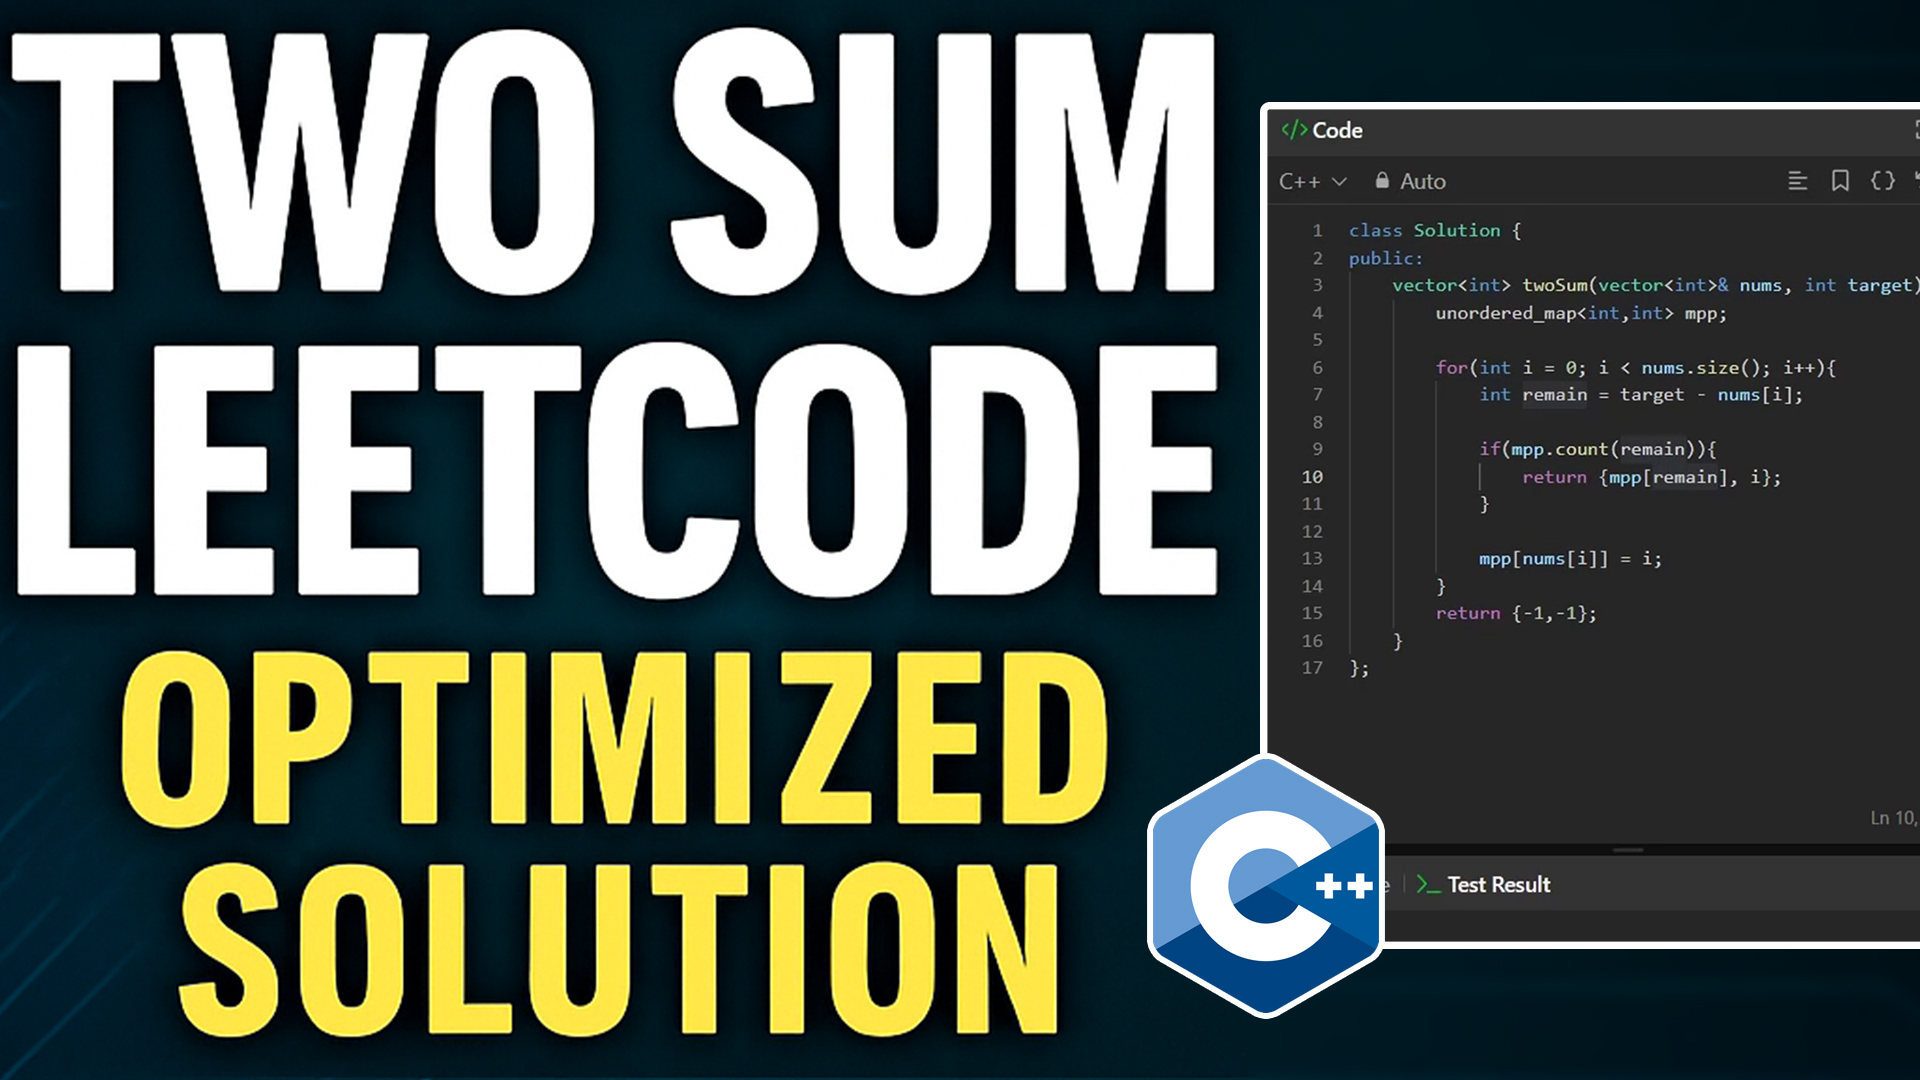 TWO SUM
LEETCODE
OPTIMIZED
SOLUTION
</> Code
C++ Auto
1 class Solution {
2 public:
3 vector<int> twoSum(vector<int>& nums, int target)
4 unordered_map<int,int> mpp;
5
6 for(int i = 0; i < nums.size(); i++){
7 int remain = target - nums[i];
8
9 if(mpp.count(remain)){
10 return {mpp[remain], i};
11 }
12
13 mpp[nums[i]] = i;
14 }
15 return {-1,-1};
16 }
17 };
Ln 10,
C++
e | >_ Test Result